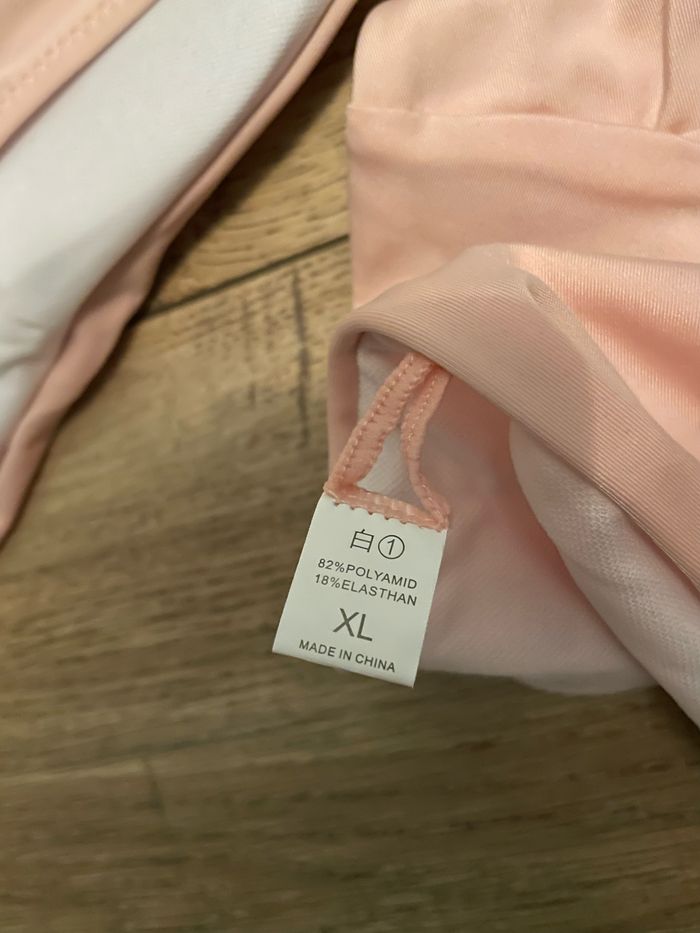 白①
82%POLYAMID
18%ELASTHAN
XL
MADE IN CHINA